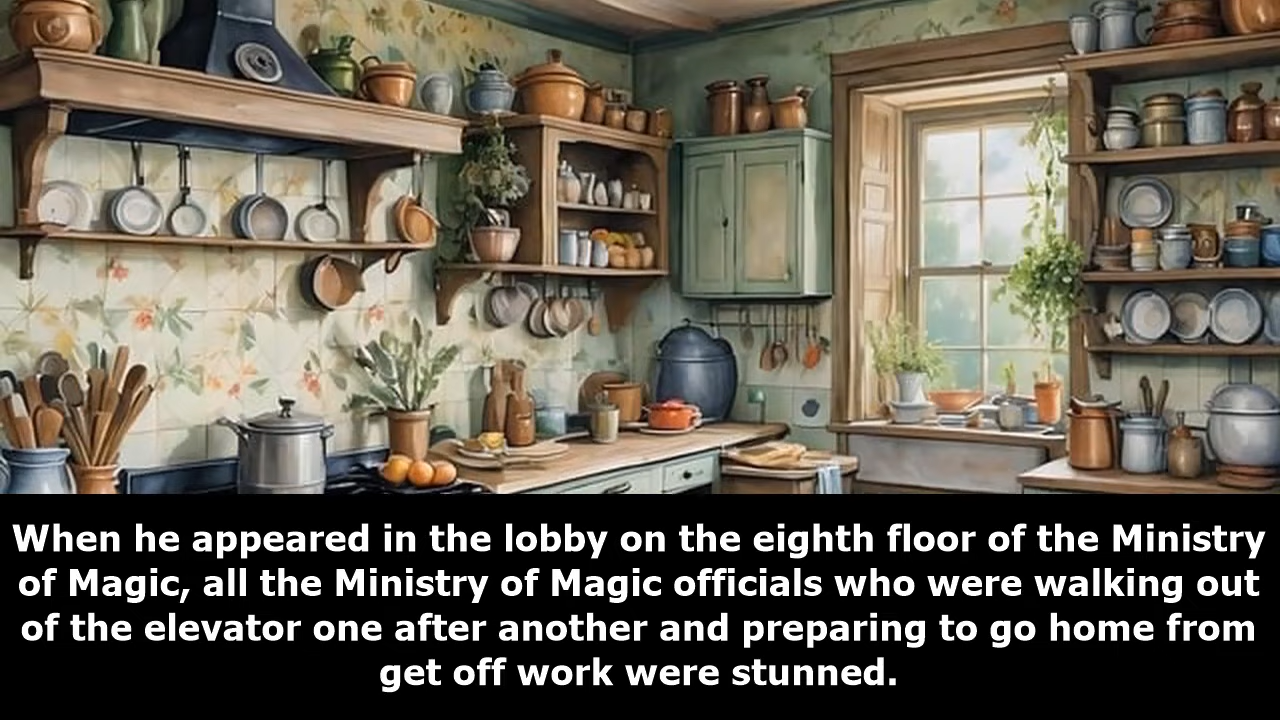 When he appeared in the lobby on the eighth floor of the Ministry
of Magic, all the Ministry of Magic officials who were walking out
of the elevator one after another and preparing to go home from
get off work were stunned.